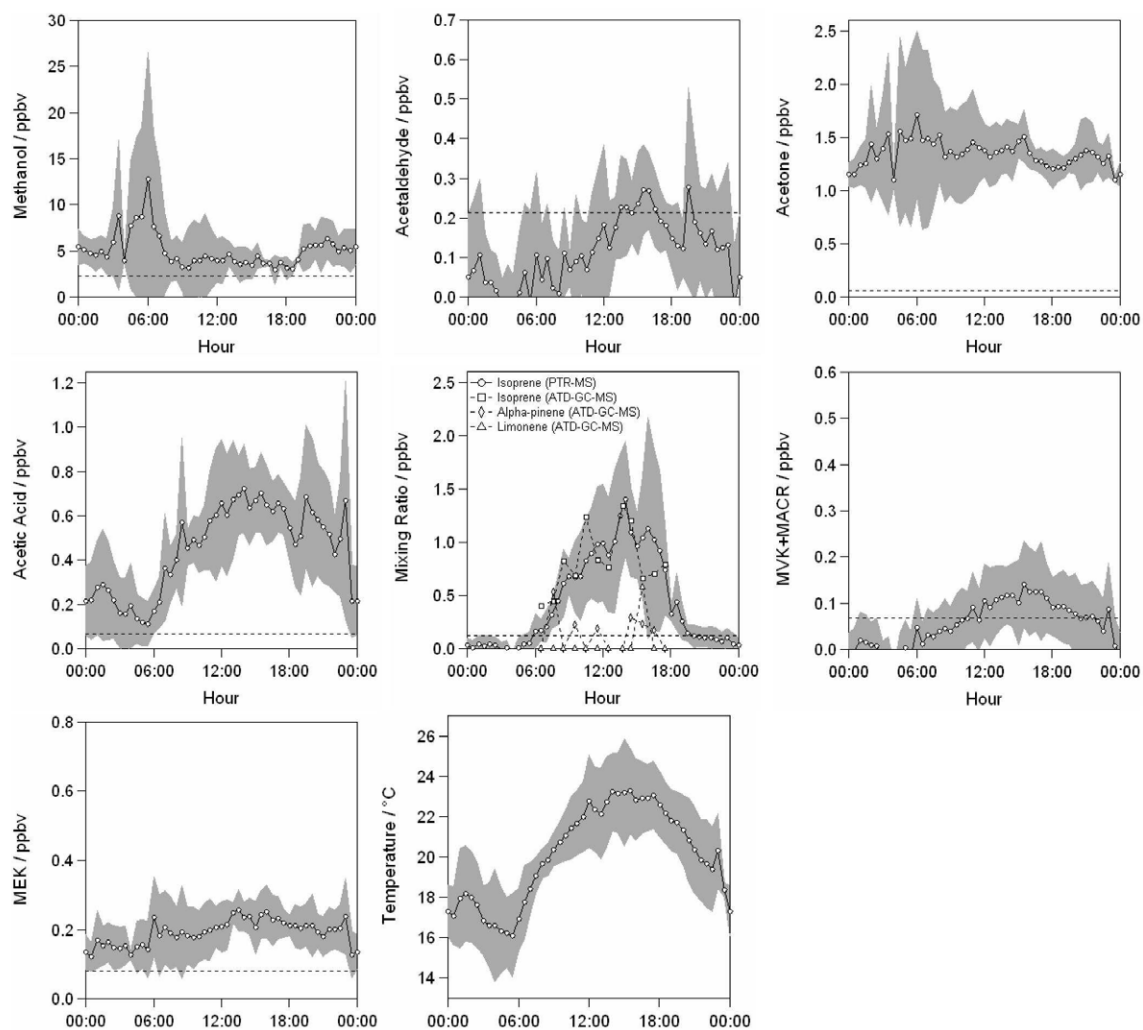 Methanol / ppbv
30
25
20
15
10
5
0
00:00 06:00 12:00 18:00 00:00
Hour
Acetaldehyde / ppbv
0.7
0.6
0.5
0.4
0.3
0.2
0.1
0.0
00:00 06:00 12:00 18:00 00:00
Hour
Acetone / ppbv
2.5
2.0
1.5
1.0
0.5
0.0
00:00 06:00 12:00 18:00 00:00
Hour
Acetic Acid / ppbv
1.2
1.0
0.8
0.6
0.4
0.2
0.0
00:00 06:00 12:00 18:00 00:00
Hour
Mixing Ratio / ppbv
2.5
2.0
1.5
1.0
0.5
0.0
Isoprene (PTR-MS)
Isoprene (ATD-GC-MS)
Alpha-pinene (ATD-GC-MS)
Limonene (ATD-GC-MS)
00:00 06:00 12:00 18:00 00:00
Hour
MVK+MACR / ppbv
0.6
0.5
0.4
0.3
0.2
0.1
0.0
00:00 06:00 12:00 18:00 00:00
Hour
MEK / ppbv
0.8
0.6
0.4
0.2
0.0
00:00 06:00 12:00 18:00 00:00
Hour
Temperature / °C
26
24
22
20
18
16
14
00:00 06:00 12:00 18:00 00:00
Hour